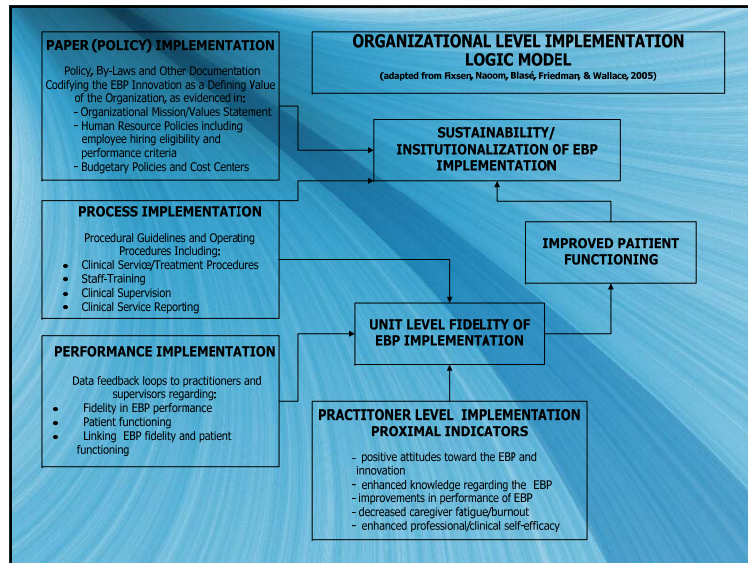 PAPER (POLICY) IMPLEMENTATION
Policy, By-Laws and Other Documentation
Codifying the EBP Innovation as a Defining Value
of the Organization, as evidenced in:
- Organizational Mission/Values Statement
- Human Resource Policies including
employee hiring eligibility and
performance criteria
- Budgetary Policies and Cost Centers
ORGANIZATIONAL LEVEL IMPLEMENTATION
LOGIC MODEL
(adapted from Fixsen, Naoom, Blasé, Friedman, & Wallace, 2005)
SUSTAINABILITY/
INSITUTIONALIZATION OF EBP
IMPLEMENTATION
PROCESS IMPLEMENTATION
Procedural Guidelines and Operating
Procedures Including:
• Clinical Service/Treatment Procedures
• Staff-Training
• Clinical Supervision
• Clinical Service Reporting
IMPROVED PAITIENT
FUNCTIONING
UNIT LEVEL FIDELITY OF
EBP IMPLEMENTATION
PERFORMANCE IMPLEMENTATION
Data feedback loops to practitioners and
supervisors regarding:
• Fidelity in EBP performance
• Patient functioning
• Linking EBP fidelity and patient
functioning
PRACTITONER LEVEL IMPLEMENTATION
PROXIMAL INDICATORS
- positive attitudes toward the EBP and
innovation
- enhanced knowledge regarding the EBP
- improvements in performance of EBP
- decreased caregiver fatigue/burnout
- enhanced professional/clinical self-efficacy